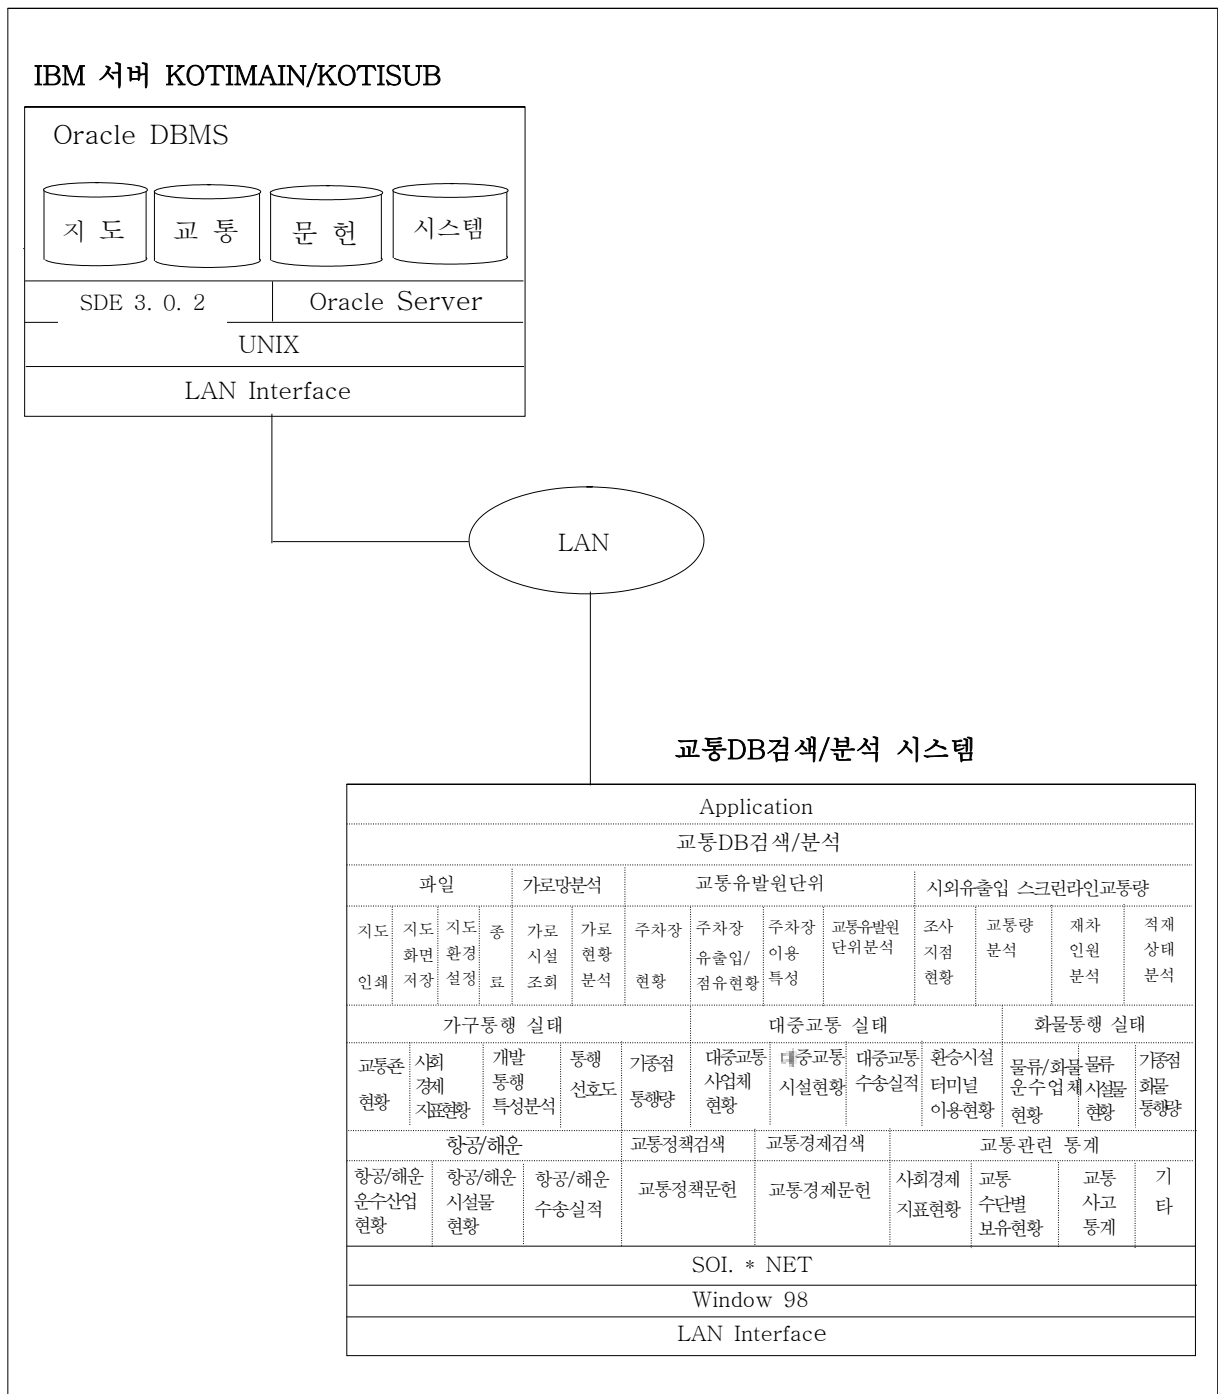 IBM 서버 KOTIMAIN/KOTISUB
Oracle DBMS
지 도 교 통 문 헌 시스템
SDE 3. 0. 2 Oracle Server
UNIX
LAN Interface
LAN
교통DB검색/분석 시스템
Application
교통DB검색/분석
파일 가로망분석 교통유발원단위 시외유출입 스크린라인교통량
지도 인쇄
지도 화면 저장
지도 환경 설정
종 료
가로 시설 조회
가로 현황 분석
주차장 현황
주차장 유출입/ 점유현황
주차장 이용 특성
교통유발원 단위분석
조사 지점 현황
교통량 분석
재차 인원 분석
적재 상태 분석
가구통행 실태 대중교통 실태 화물통행 실태
교통존 현황
사회 경제 지표현황
개발 통행 특성분석
통행 선호도
기종점 통행량
대중교통 사업체 현황
대중교통 시설현황
대중교통 수송실적
환승시설 터미널 이용현황
물류/화물 운수업체 현황
물류 시설물 현황
기종점 화물 통행량
항공/해운 교통정책검색 교통경제검색 교통관련 통계
항공/해운 운수산업 현황
항공/해운 시설물 현황
항공/해운 수송실적
교통정책문헌
교통경제문헌
사회경제 지표현황
교통 수단별 보유현황
교통 사고 통계
기 타
SOI. * NET
Window 98
LAN Interface